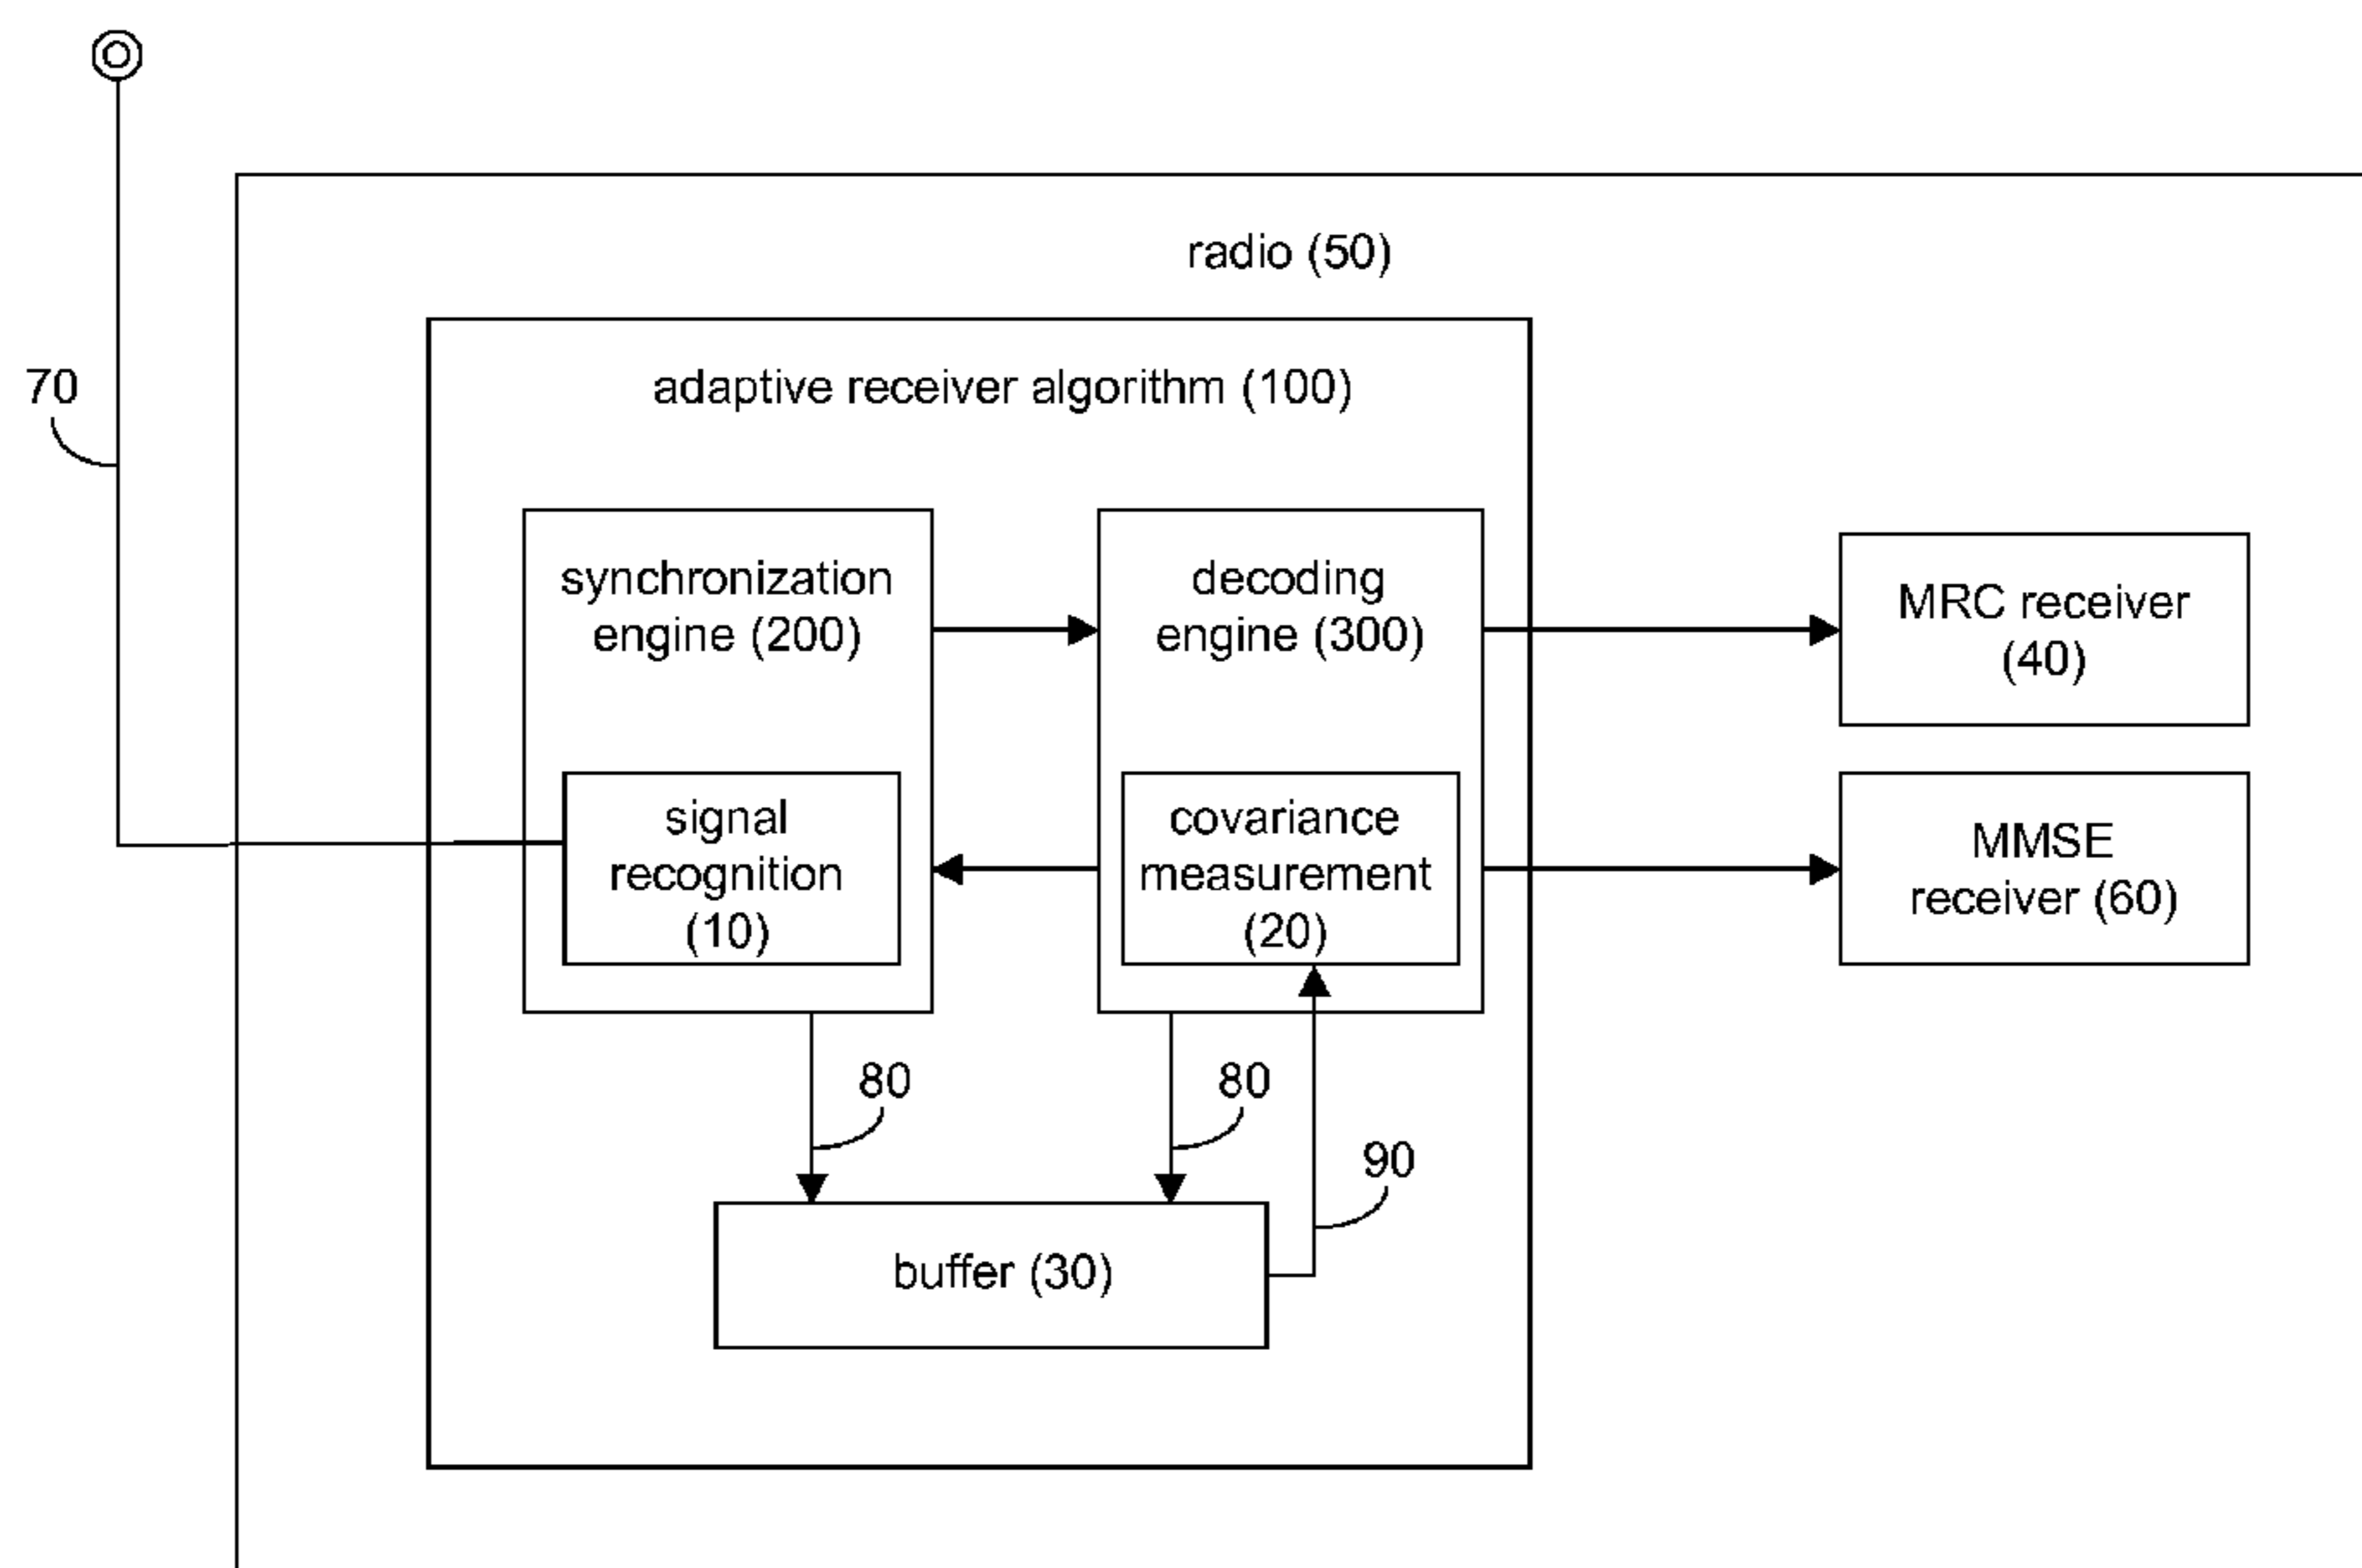 radio (50)
adaptive receiver algorithm (100)
70
synchronization
engine (200)
decoding
engine (300)
MRC receiver
(40)
signal
recognition
(10)
covariance
measurement
(20)
MMSE
receiver (60)
80
80
90
buffer (30)